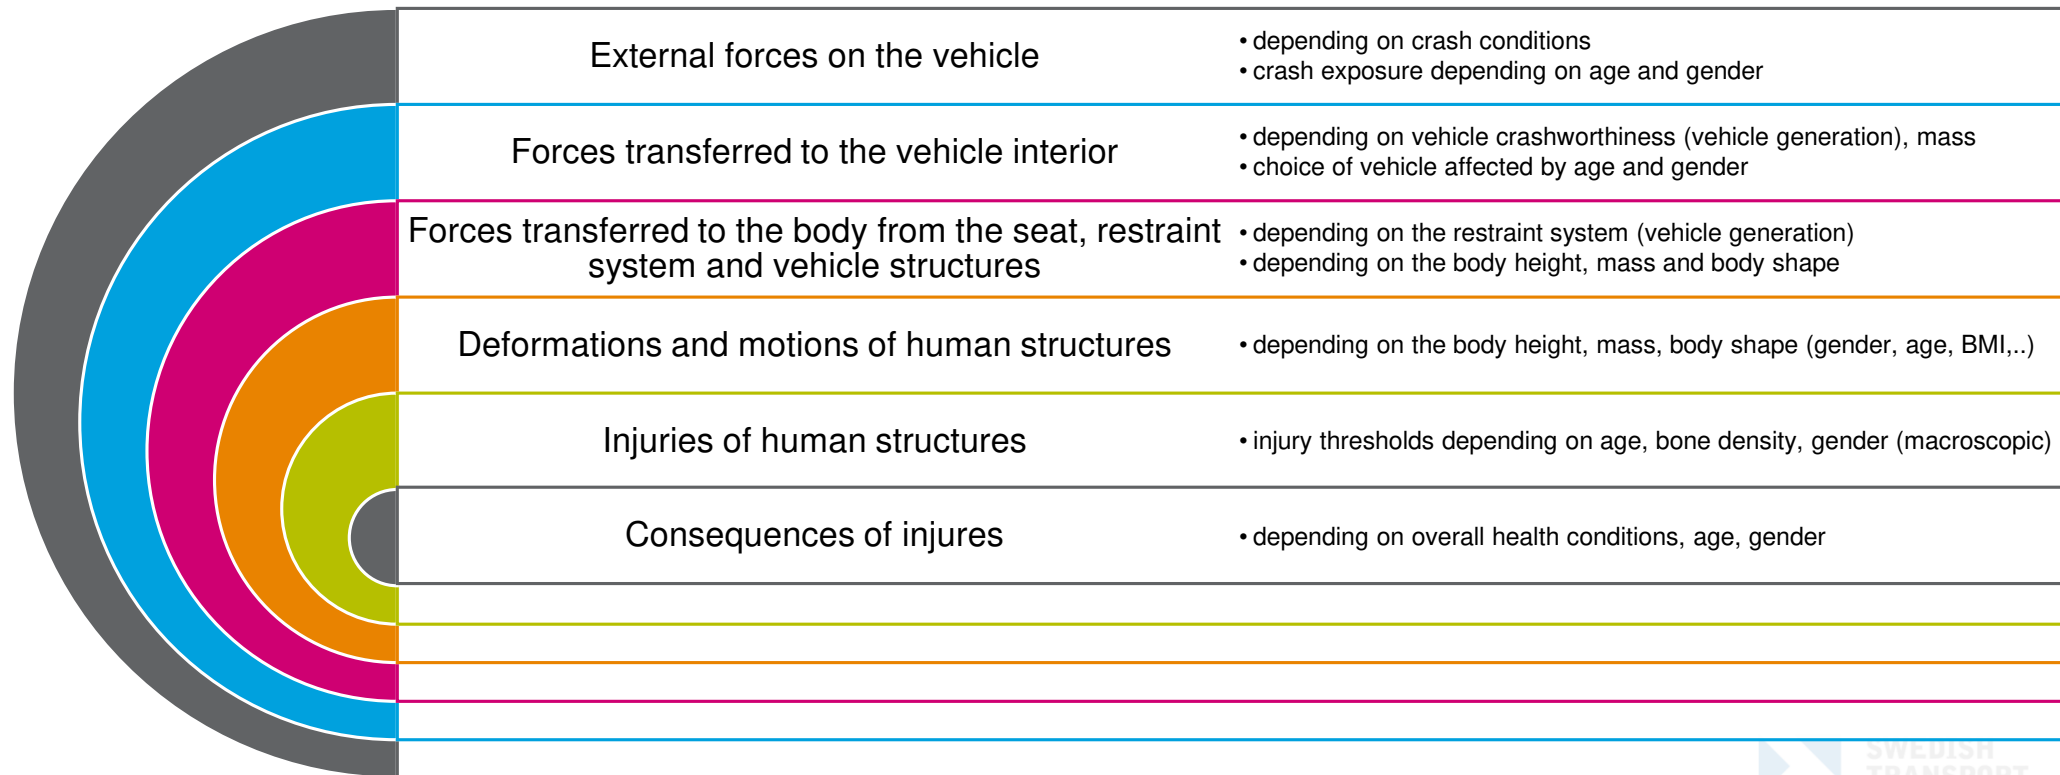 External forces on the vehicle
• depending on crash conditions
• crash exposure depending on age and gender
Forces transferred to the vehicle interior
• depending on vehicle crashworthiness (vehicle generation), mass
• choice of vehicle affected by age and gender
Forces transferred to the body from the seat, restraint
system and vehicle structures
• depending on the restraint system (vehicle generation)
• depending on the body height, mass and body shape
Deformations and motions of human structures
• depending on the body height, mass, body shape (gender, age, BMI,..)
Injuries of human structures
• injury thresholds depending on age, bone density, gender (macroscopic)
Consequences of injures
• depending on overall health conditions, age, gender
SWEDISH
TRANSPORT